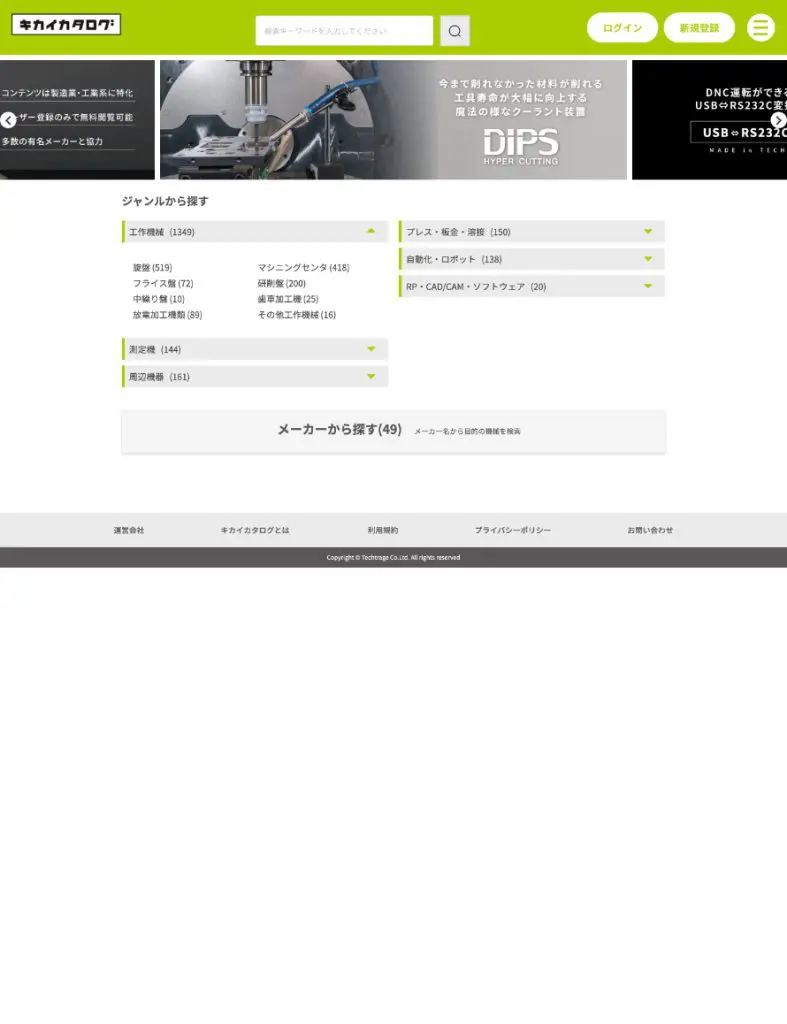 キカイカタログ
検索キーワードを入力してください
ログイン
新規登録
コンテンツは製造業・工業系に特化
ザー登録のみで無料閲覧可能
多数の有名メーカーと協力
今まで削れなかった材料が削れる
工具寿命が大幅に向上する
魔法の様なクーラント装置
DiPS
HYPER CUTTING
DNC運転ができ
USB⇔RS232C変
USB⇔RS232C
MADE in TECH
ジャンルから探す
工作機械 (1349)
旋盤 (519)
マシニングセンタ (418)
フライス盤 (72)
研削盤 (200)
中繰り盤 (10)
歯車加工機 (25)
放電加工機類 (89)
その他工作機械 (16)
測定機 (144)
周辺機器 (161)
プレス・板金・溶接 (150)
自動化・ロボット (138)
RP・CAD/CAM・ソフトウェア (20)
メーカーから探す(49) メーカー名から目的の機械を検索
運営会社
キカイカタログとは
利用規約
プライバシーポリシー
お問い合わせ
Copyright © Techtrage Co.Ltd. All rights reserved